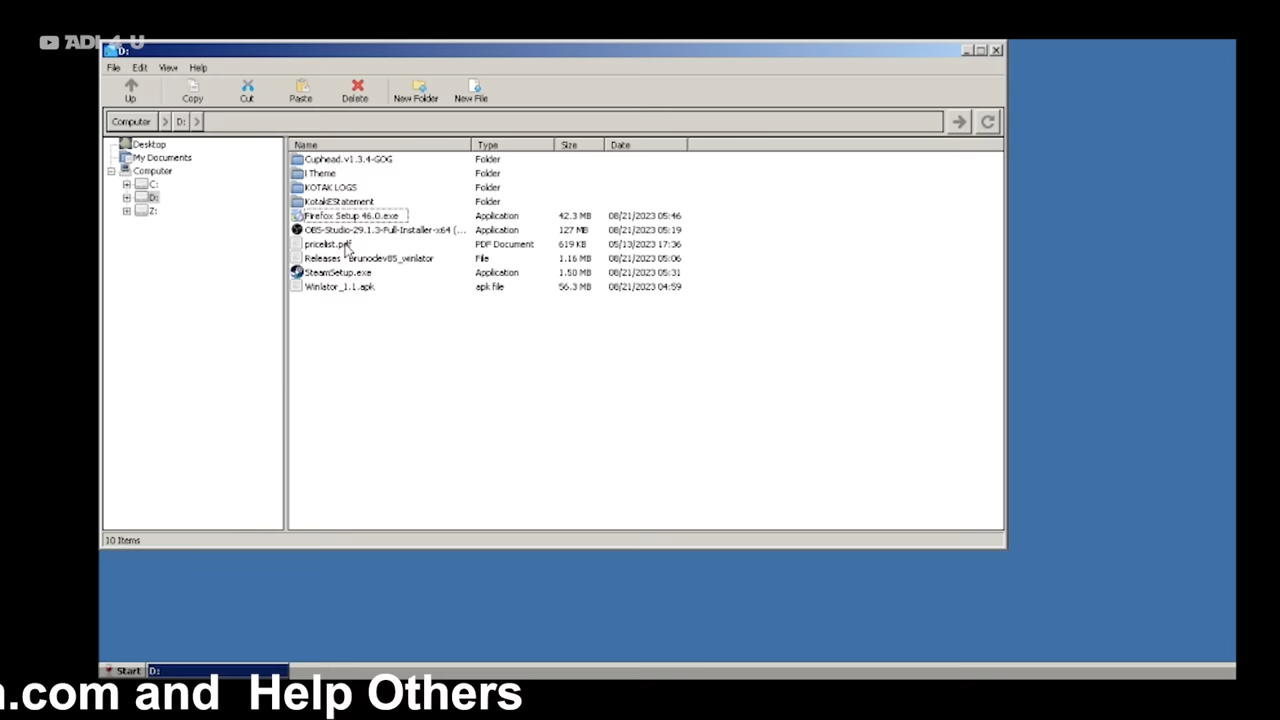 ADI 4 U
D:
File Edit View Help
Up Copy Cut Paste Delete New Folder New File
Computer > D: >
Desktop
My Documents
Computer
C:
D:
Z:
Name Type Size Date
Cuphead.v1.3.4-GOG Folder
I Theme Folder
KOTAK LOGS Folder
KotakEStatement Folder
Firefox Setup 46.0.exe Application 42.3 MB 08/21/2023 05:46
OBS-Studio-29.1.3-Full-Installer-x64 (... Application 127 MB 08/21/2023 05:19
pricelist.pdf PDF Document 619 KB 05/13/2023 17:36
Releases brunodev85_winlator File 1.16 MB 08/21/2023 05:06
SteamSetup.exe Application 1.50 MB 08/21/2023 05:31
Winlator_1.1.apk apk file 56.3 MB 08/21/2023 04:59
10 Items
Start D:
.com and Help Others